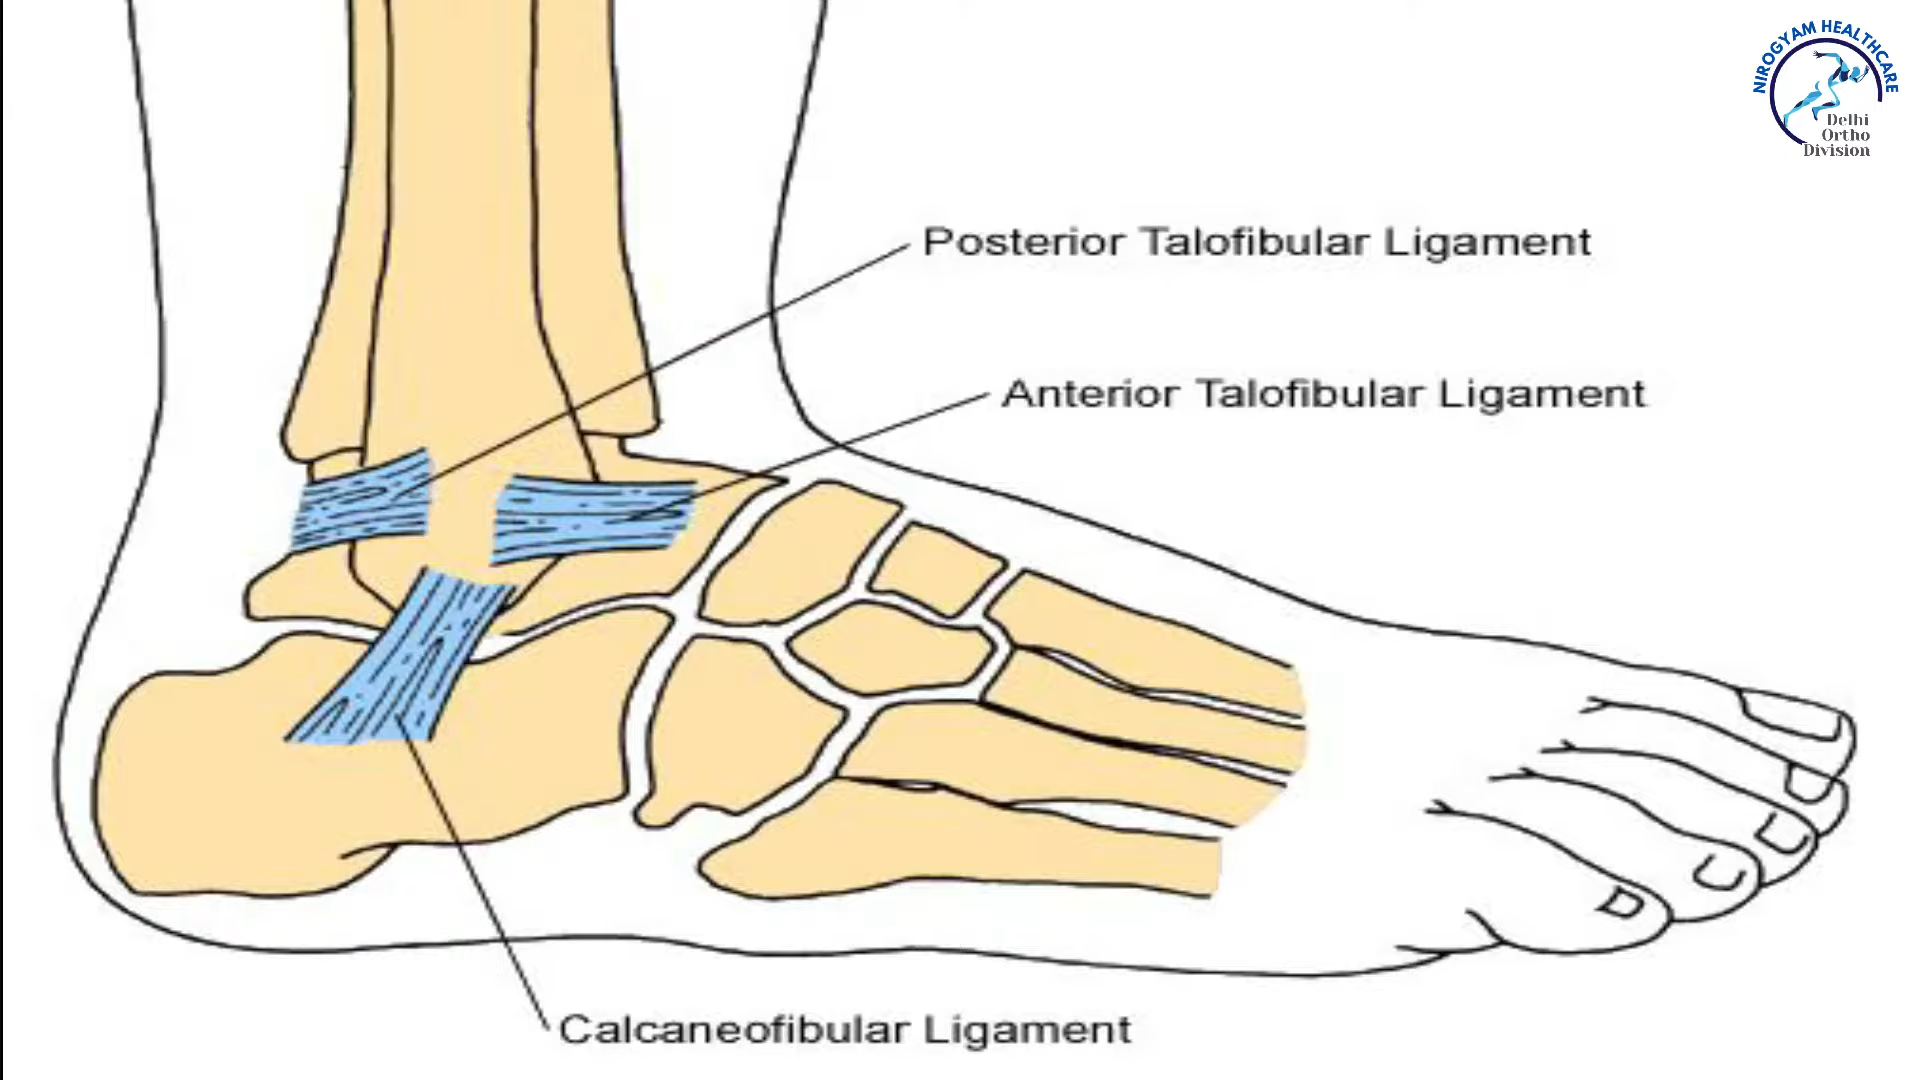 NIROGYAM HEALTHCARE
Delhi
Ortho
Division
Posterior Talofibular Ligament
Anterior Talofibular Ligament
Calcaneofibular Ligament